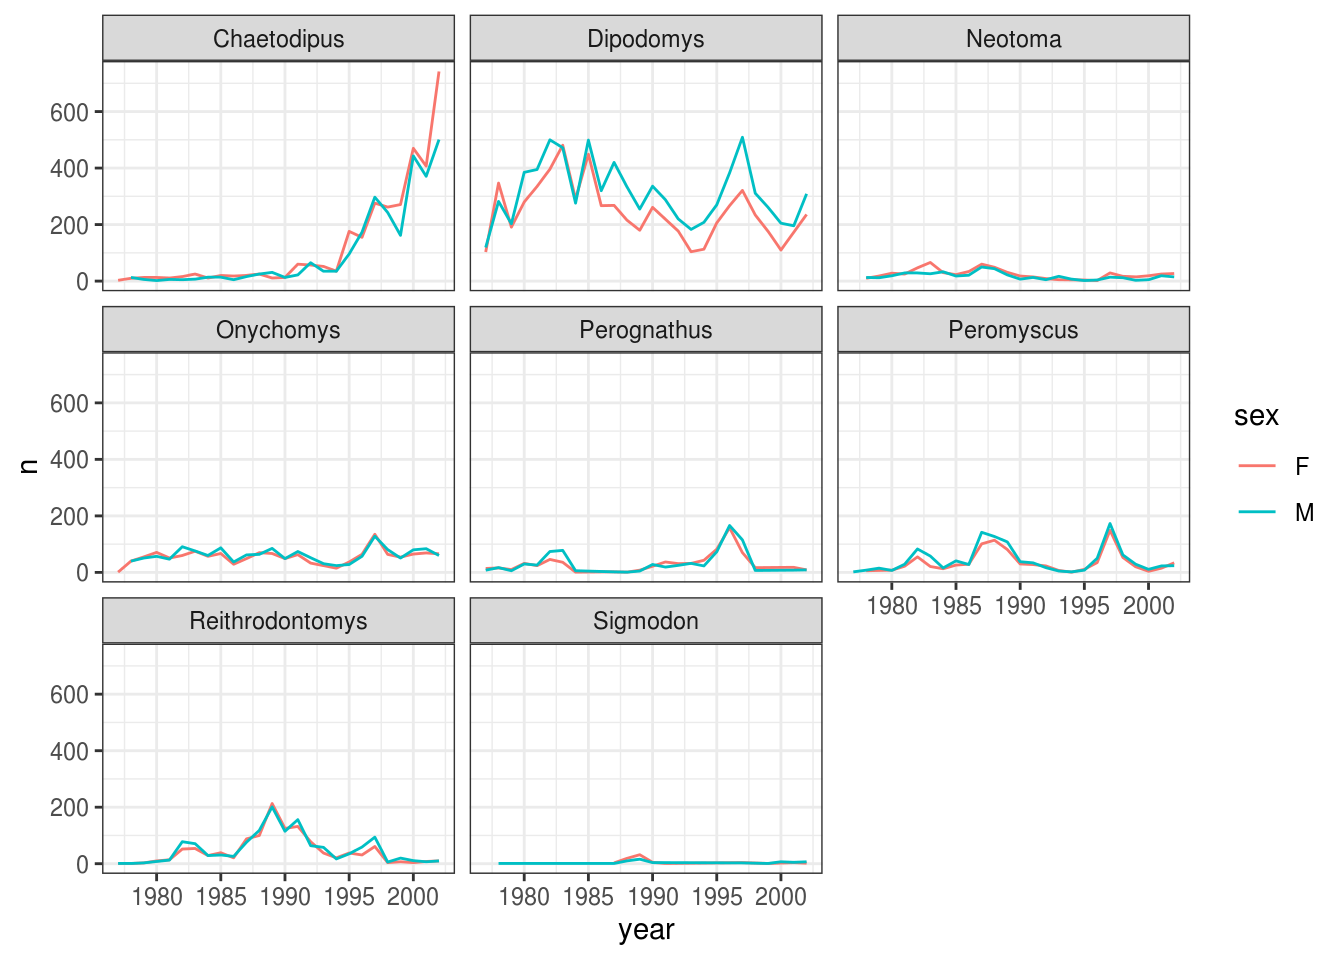 Chaetodipus Dipodomys Neotoma
600
400
200
0
Onychomys Perognathus Peromyscus
600
400
200
0
1980 1985 1990 1995 2000
Reithrodontomys Sigmodon
600
400
200
0
1980 1985 1990 1995 2000 1980 1985 1990 1995 2000
year
n
sex
F
M